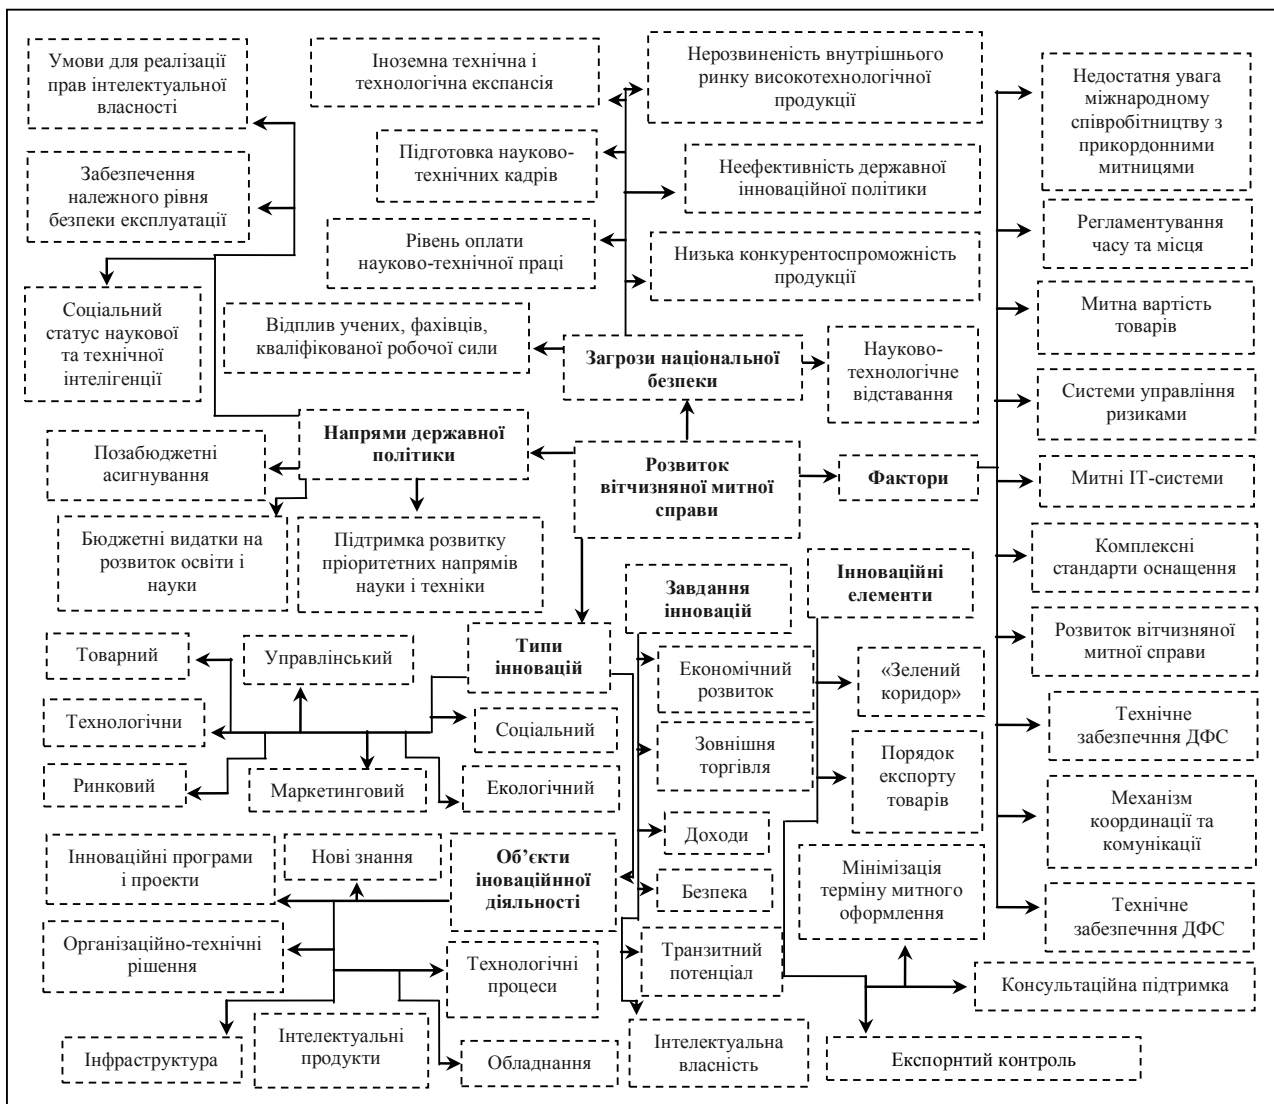 Умови для реалізації
прав інтелектуальної
власності
Іноземна технічна і
технологічна експансія
Нерозвиненість внутрішнього
ринку високотехнологічної
продукції
Недостатня увага
міжнародному
співробітництву з
прикордонними
митницями
Забезпечення
належного рівня
безпеки експлуатації
Підготовка науково-
технічних кадрів
Неефективність державної
інноваційної політики
Рівень оплати
науково-технічної праці
Низька конкурентоспроможність
продукції
Регламентування
часу та місця
Соціальний
статус наукової
та технічної
інтелігенції
Відплив учених, фахівців,
кваліфікованої робочої сили
Загрози національної
безпеки
Науково-
технологічне
відставання
Митна вартість
товарів
Системи управління
ризиками
Напрями державної
політики
Позабюджетні
асигнування
Розвиток
вітчизняної митної
справи
Фактори
Митні ІТ-системи
Бюджетні видатки на
розвиток освіти і
науки
Підтримка розвитку
пріоритетних напрямів
науки і техніки
Завдання
інновацій
Інноваційні
елементи
Комплексні
стандарти оснащення
Типи
інновацій
Товарний
Управлінський
Економічний
розвиток
«Зелений
коридор»
Розвиток вітчизняної
митної справи
Технологічни
Соціальний
Зовнішня
торгівля
Порядок
експорту
товарів
Технічне
забезпечння ДФС
Ринковий
Маркетинговий
Екологічний
Механізм
координації та
комунікації
Доходи
Інноваційні програми
і проекти
Нові знання
Об’єкти
іноваційнної
діяльності
Безпека
Мінімізація
терміну митного
оформлення
Технічне
забезпечння ДФС
Організаційно-технічні
рішення
Технологічні
процеси
Транзитний
потенціал
Консультаційна підтримка
Інфраструктура
Інтелектуальні
продукти
Обладнання
Інтелектуальна
власність
Експорнтий контроль